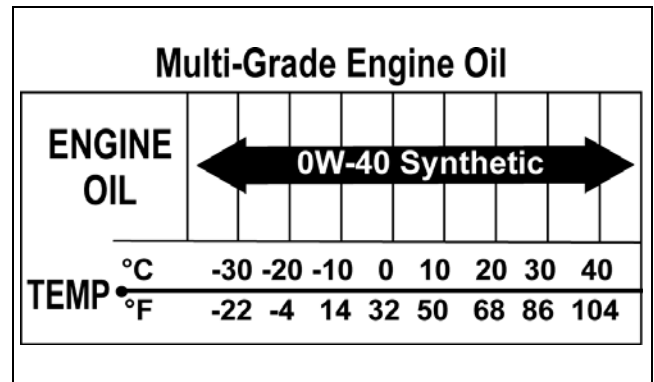 Multi-Grade Engine Oil
ENGINE
OIL
0W-40 Synthetic
°C -30 -20 -10 0 10 20 30 40
TEMP
°F -22 -4 14 32 50 68 86 104